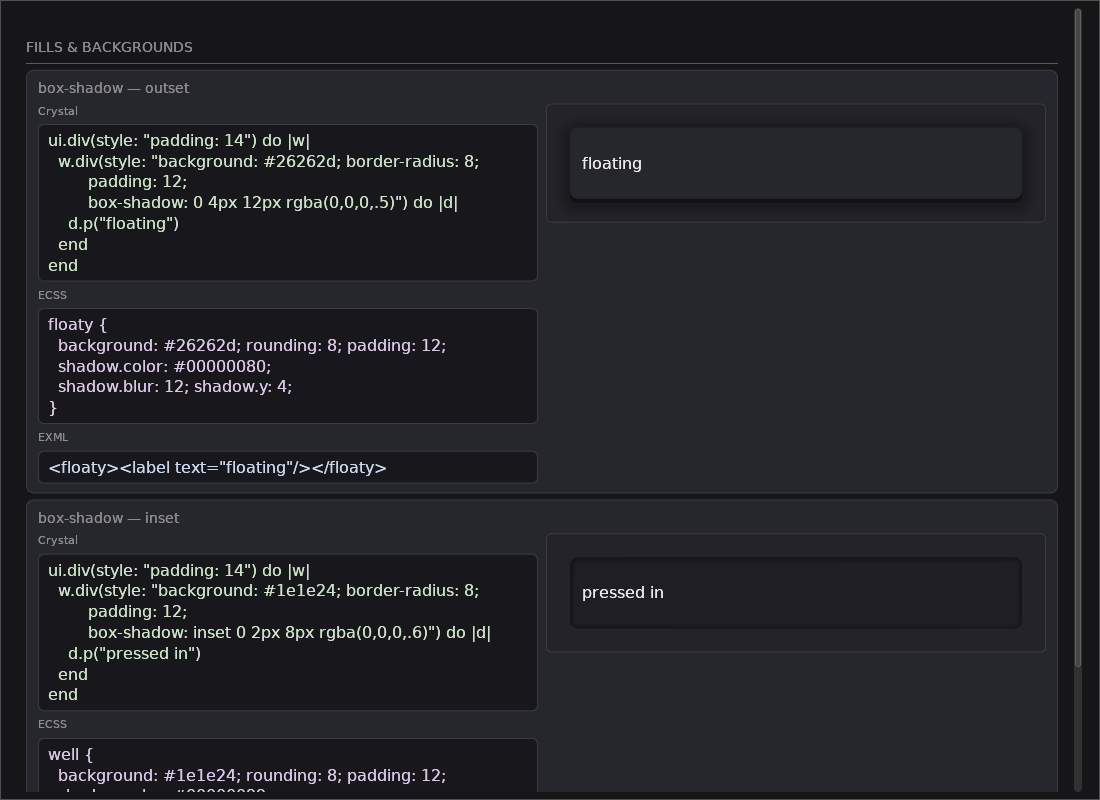 FILLS & BACKGROUNDS
box-shadow — outset
Crystal
ui.div(style: "padding: 14") do |w|
  w.div(style: "background: #26262d; border-radius: 8;
        padding: 12;
        box-shadow: 0 4px 12px rgba(0,0,0,.5)") do |d|
    d.p("floating")
  end
end
floating
ECSS
floaty {
  background: #26262d; rounding: 8; padding: 12;
  shadow.color: #00000080;
  shadow.blur: 12; shadow.y: 4;
}
EXML
<floaty><label text="floating"/></floaty>
box-shadow — inset
Crystal
ui.div(style: "padding: 14") do |w|
  w.div(style: "background: #1e1e24; border-radius: 8;
        padding: 12;
        box-shadow: inset 0 2px 8px rgba(0,0,0,.6)") do |d|
    d.p("pressed in")
  end
end
pressed in
ECSS
well {
  background: #1e1e24; rounding: 8; padding: 12;